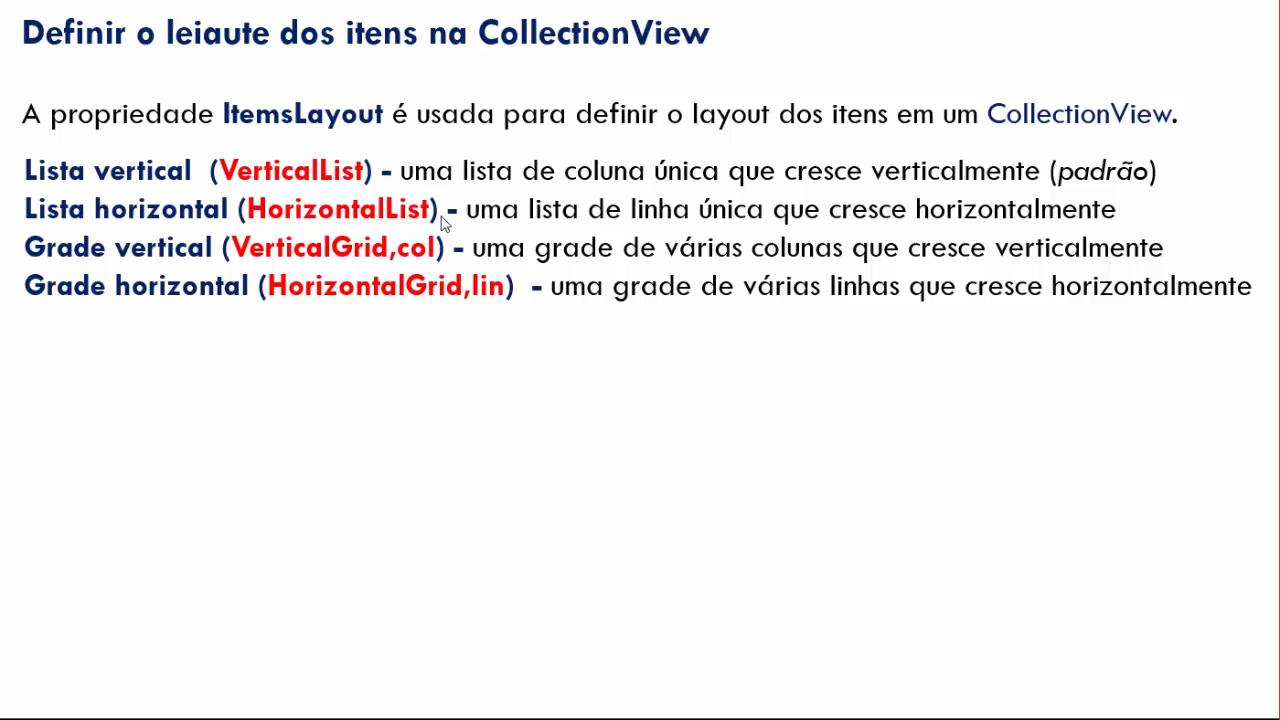 Definir o leiaute dos itens na CollectionView
A propriedade ItemsLayout é usada para definir o layout dos itens em um CollectionView.
Lista vertical (VerticalList) - uma lista de coluna única que cresce verticalmente (padrão)
Lista horizontal (HorizontalList) - uma lista de linha única que cresce horizontalmente
Grade vertical (VerticalGrid,col) - uma grade de várias colunas que cresce verticalmente
Grade horizontal (HorizontalGrid,lin) - uma grade de várias linhas que cresce horizontalmente